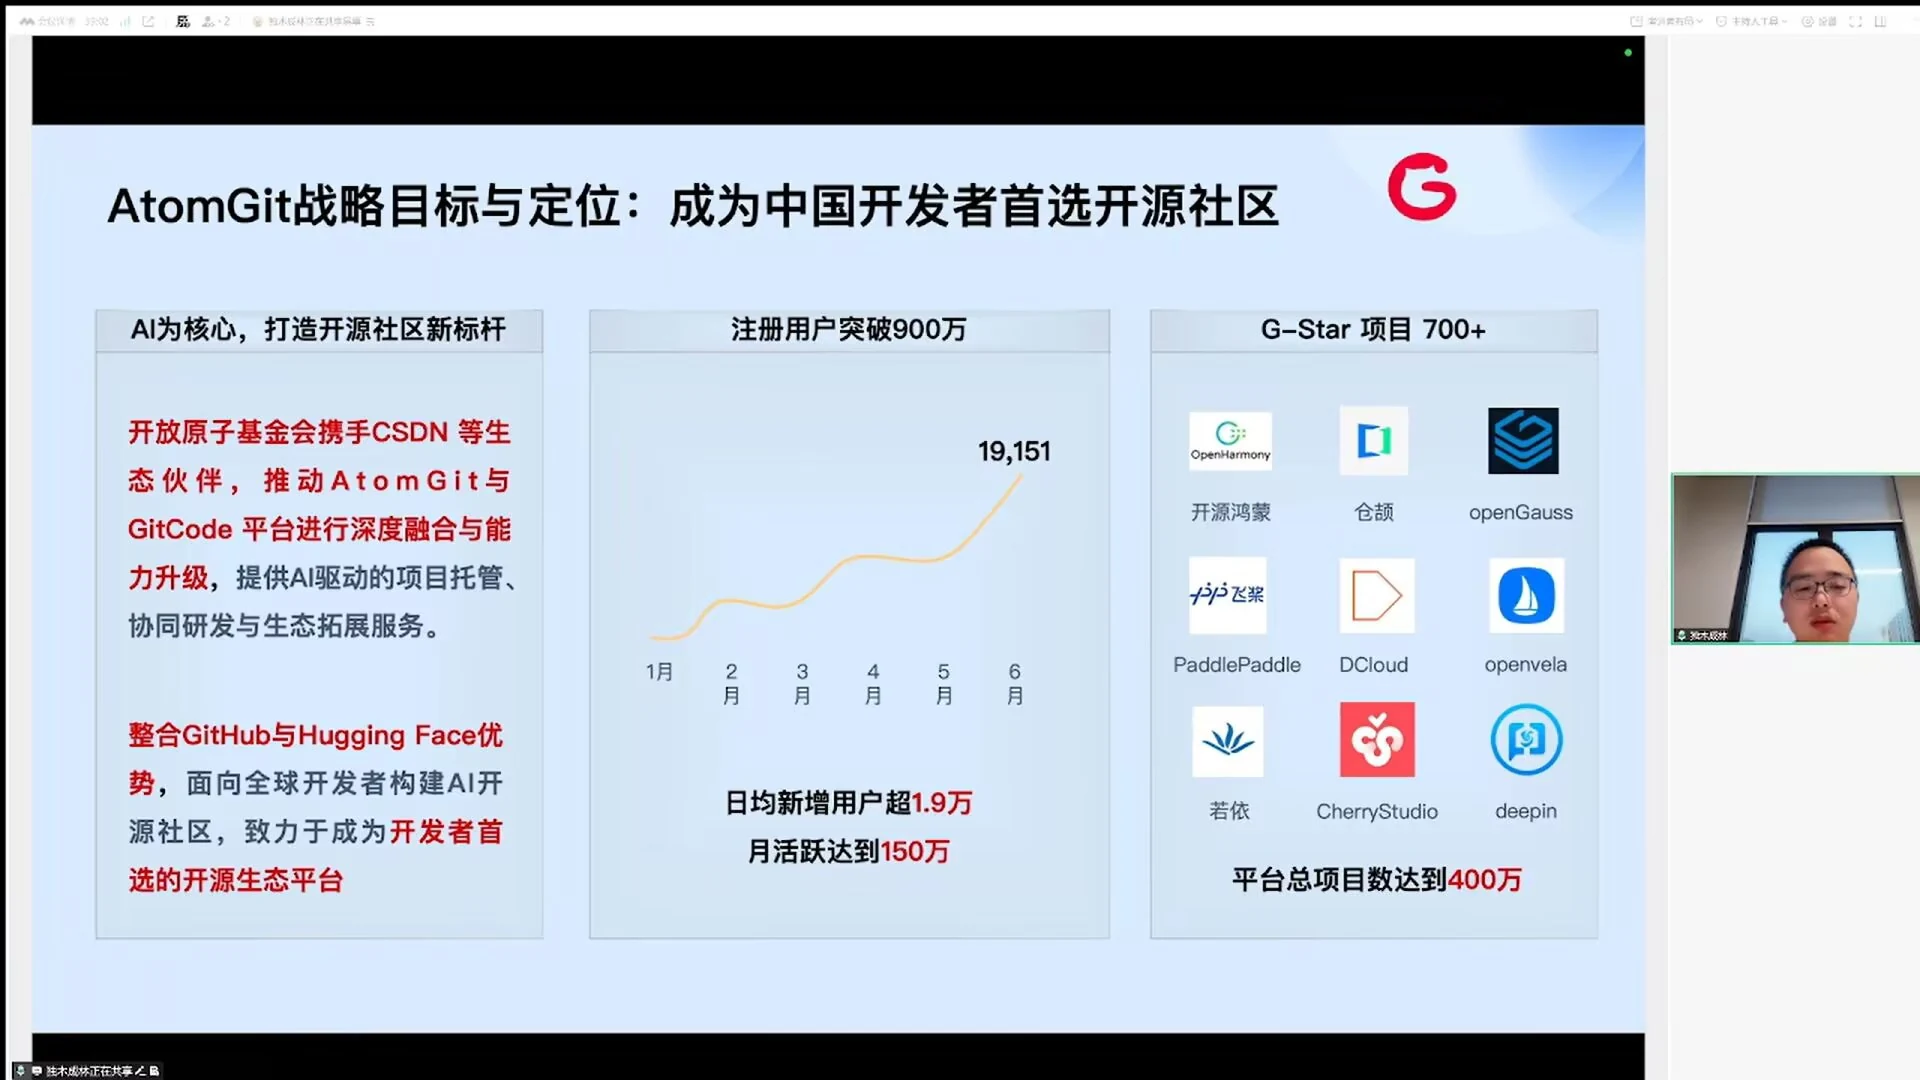 AtomGit战略目标与定位：成为中国开发者首选开源社区
AI为核心，打造开源社区新标杆
开放原子基金会携手CSDN 等生
态伙伴，推动AtomGit与
GitCode 平台进行深度融合与能
力升级，提供AI驱动的项目托管、
协同研发与生态拓展服务。
整合GitHub与Hugging Face优
势，面向全球开发者构建AI开
源社区，致力于成为开发者首
选的开源生态平台
注册用户突破900万
19,151
1月
2
月
3
月
4
月
5
月
6
月
日均新增用户超1.9万
月活跃达到150万
G-Star 项目 700+
OpenHarmony
开源鸿蒙
仓颉
openGauss
飞桨
PaddlePaddle
DCloud
openvela
若依
CherryStudio
deepin
平台总项目数达到400万
独木成林
独木成林正在共享